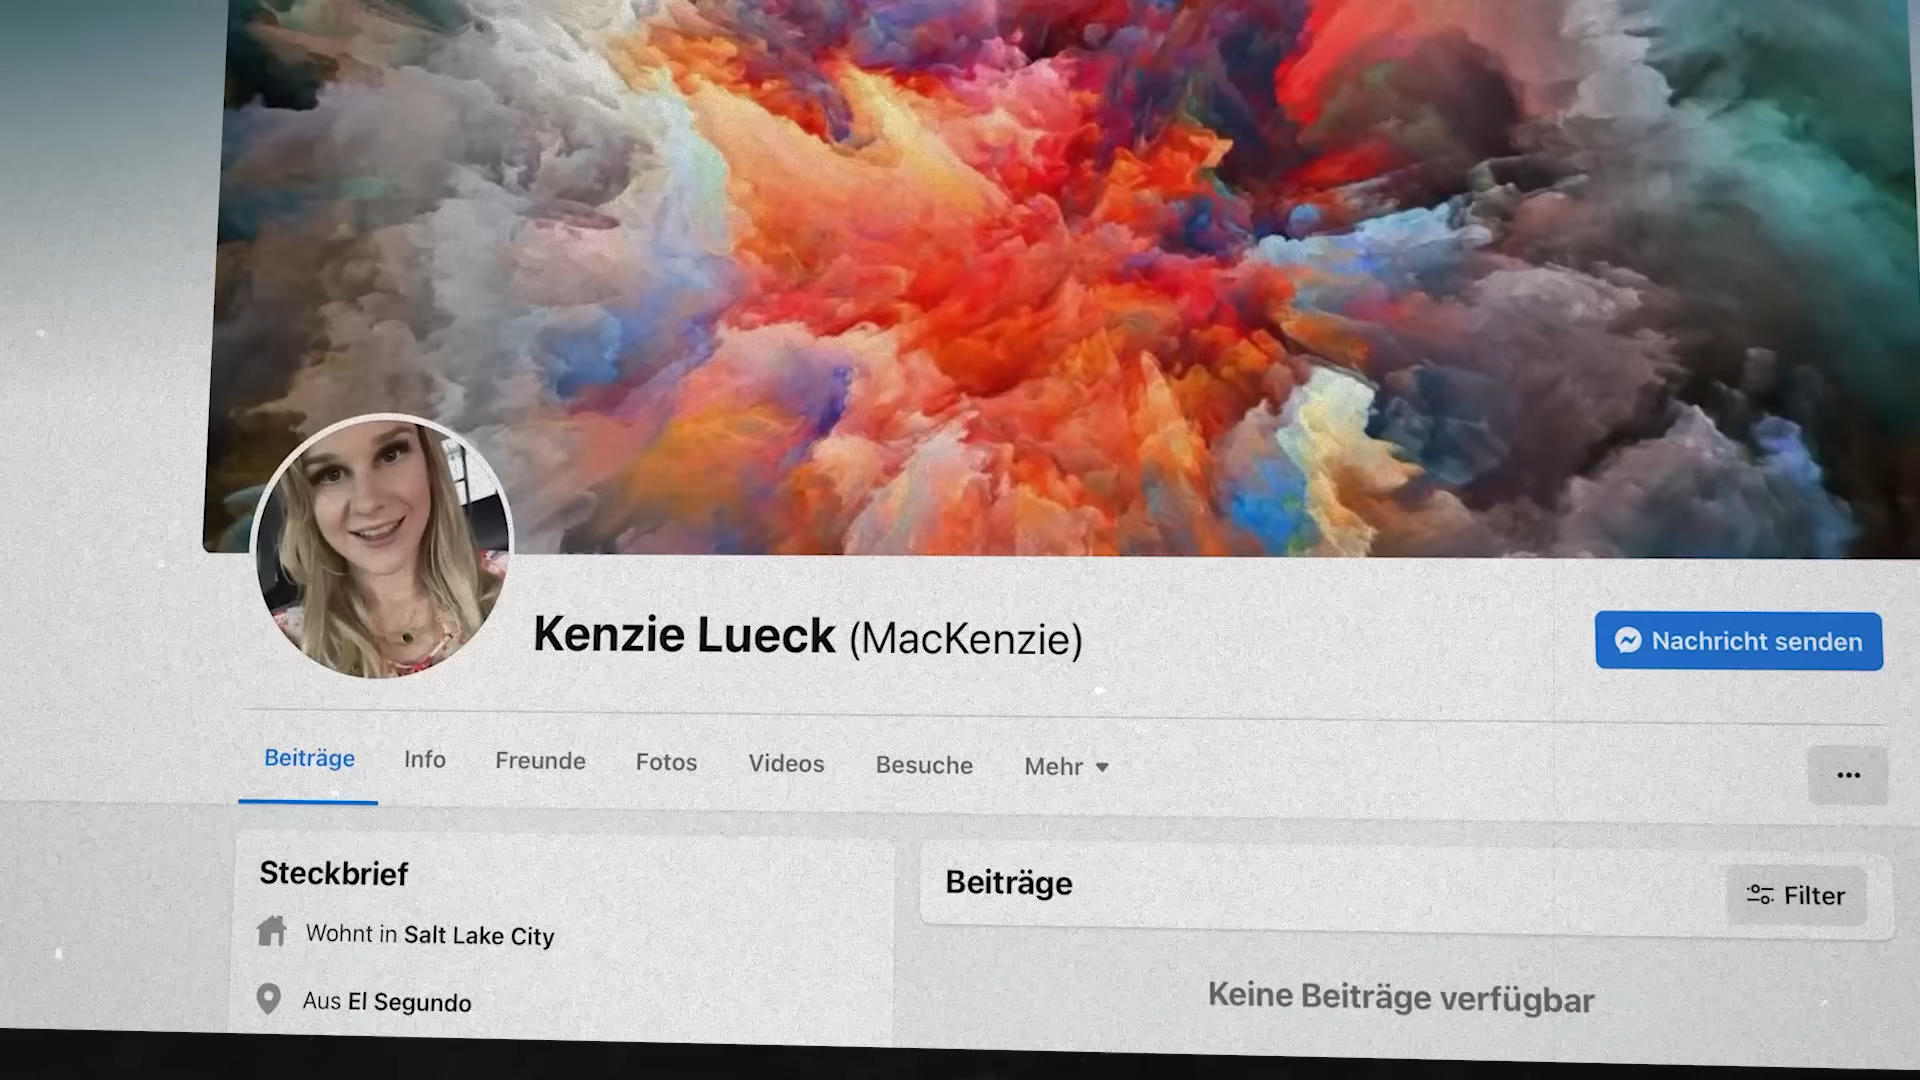 Kenzie Lueck (MacKenzie)
Nachricht senden
Beiträge Info Freunde Fotos Videos Besuche Mehr
Steckbrief
Wohnt in Salt Lake City
Aus El Segundo
Beiträge
Filter
Keine Beiträge verfügbar